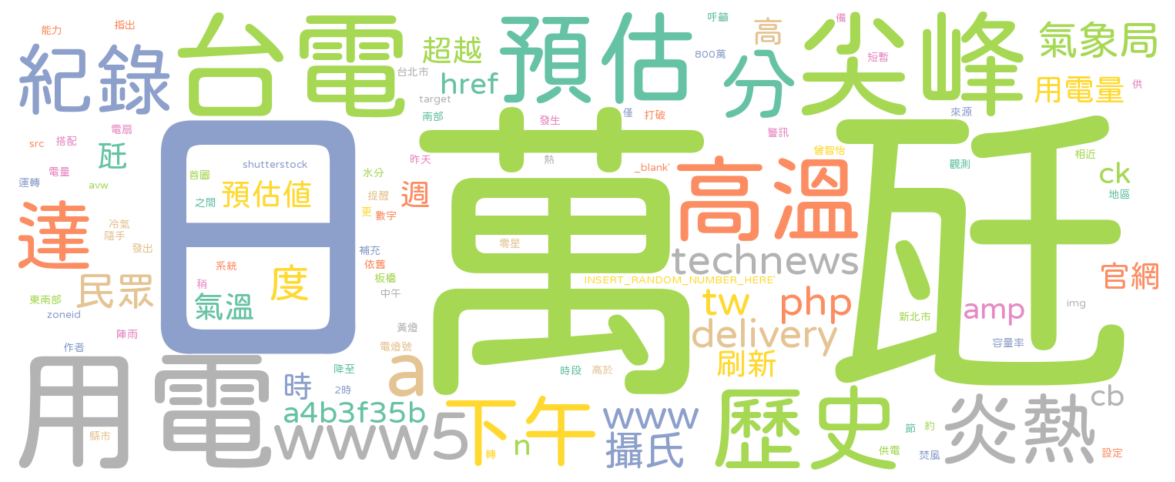 能力
指出
紀錄
台電
超越
href
台北市
target
南部
預估
呼籲
800萬
高
分
備
短暫
尖峰
氣象局
用電量
供
來源
電扇
src
搭配
瓩
電量
運轉
avw
達
冷氣
隨手
發出
民眾
東南部
zoneid
陣雨
作者
日
shutterstock
首圖
預估值
之間
系統
稍
度
氣溫
水分
提醒
更
數字
週
昨天
補充
依舊
板橋
中午
黃燈
電燈號
萬
發生
熱
僅
打破
_blank'
零星
INSERT_RANDOM_NUMBER_HERE'
高溫
警訊
曾智怡
觀測
technews
tw
php
delivery
刷新
瓩
相近
ck
地區
官網
amp
img
新北市
容量率
用電
縣市
時
降至
2時
a
a4b3f35b
www5
下午
轉
n
時段
高於
www
攝氏
歷史
供電
節
約
焚風
炎熱
cb
設定